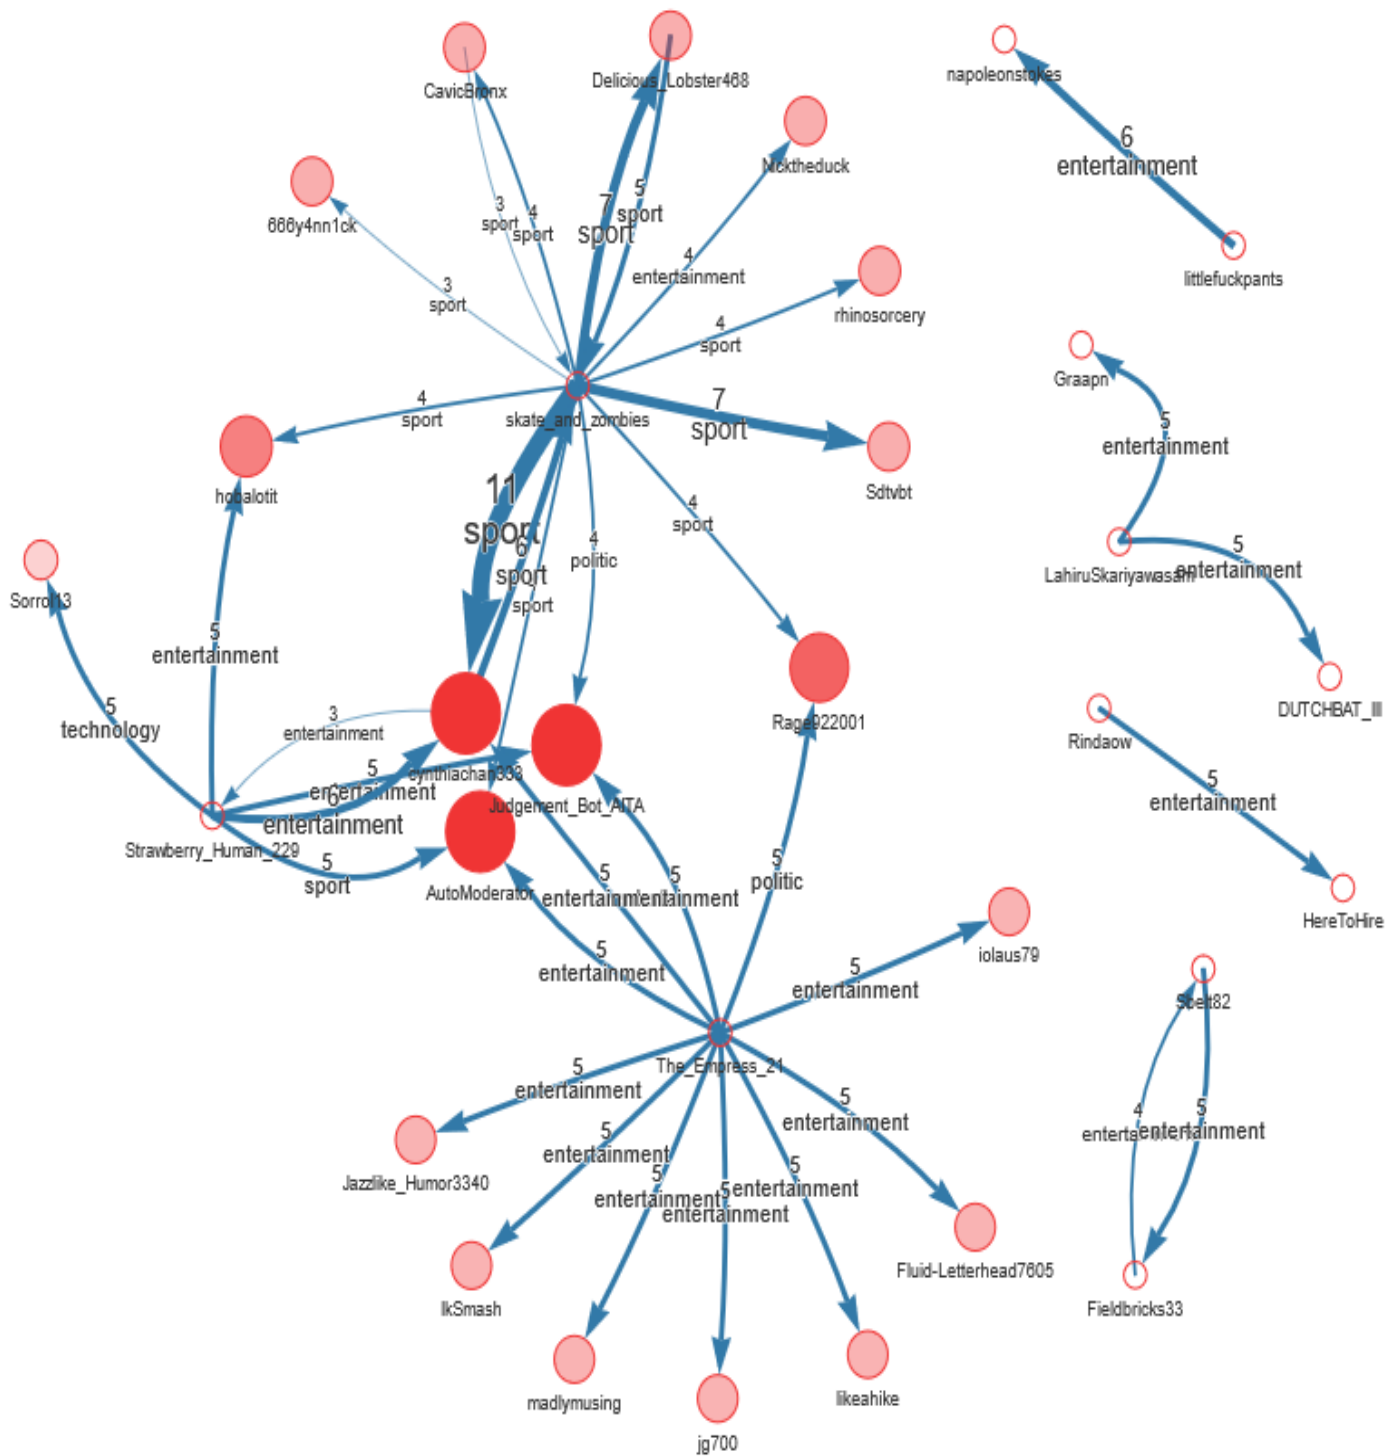 CavicBronx
Delicious_Lobster468
napoleonstokes
Nicktheduck
6
entertainment
666y4nn1ck
3
sport
4
sport
7
sport
5
sport
4
entertainment
littlefuckpants
3
sport
rhinosorcery
4
sport
Graapn
4
sport
skate_and_zombies
7
sport
5
entertainment
hobalotit
Sdtvbt
11
sport
6
sport
sport
4
politic
4
sport
5
entertainment
LahiruSkariyawasam
Sorrol13
5
entertainment
5
technology
DUTCHBAT_III
3
entertainment
Rage922001
Rindaow
cynthiachan333
5
entertainment
Judgement_Bot_AITA
6
entertainment
5
entertainment
Strawberry_Human_229
5
sport
AutoModerator
5
entertainment
5
entertainment
5
politic
HereToHire
5
entertainment
iolaus79
5
entertainment
Sbeit82
The_Empress_21
5
entertainment
5
entertainment
4
5
entertainment
Jazzlike_Humor3340
5
entertainment
5
entertainment
5
entertainment
5
entertainment
Fluid-Letterhead7605
IkSmash
Fieldbricks33
madlymusing
likeahike
jg700